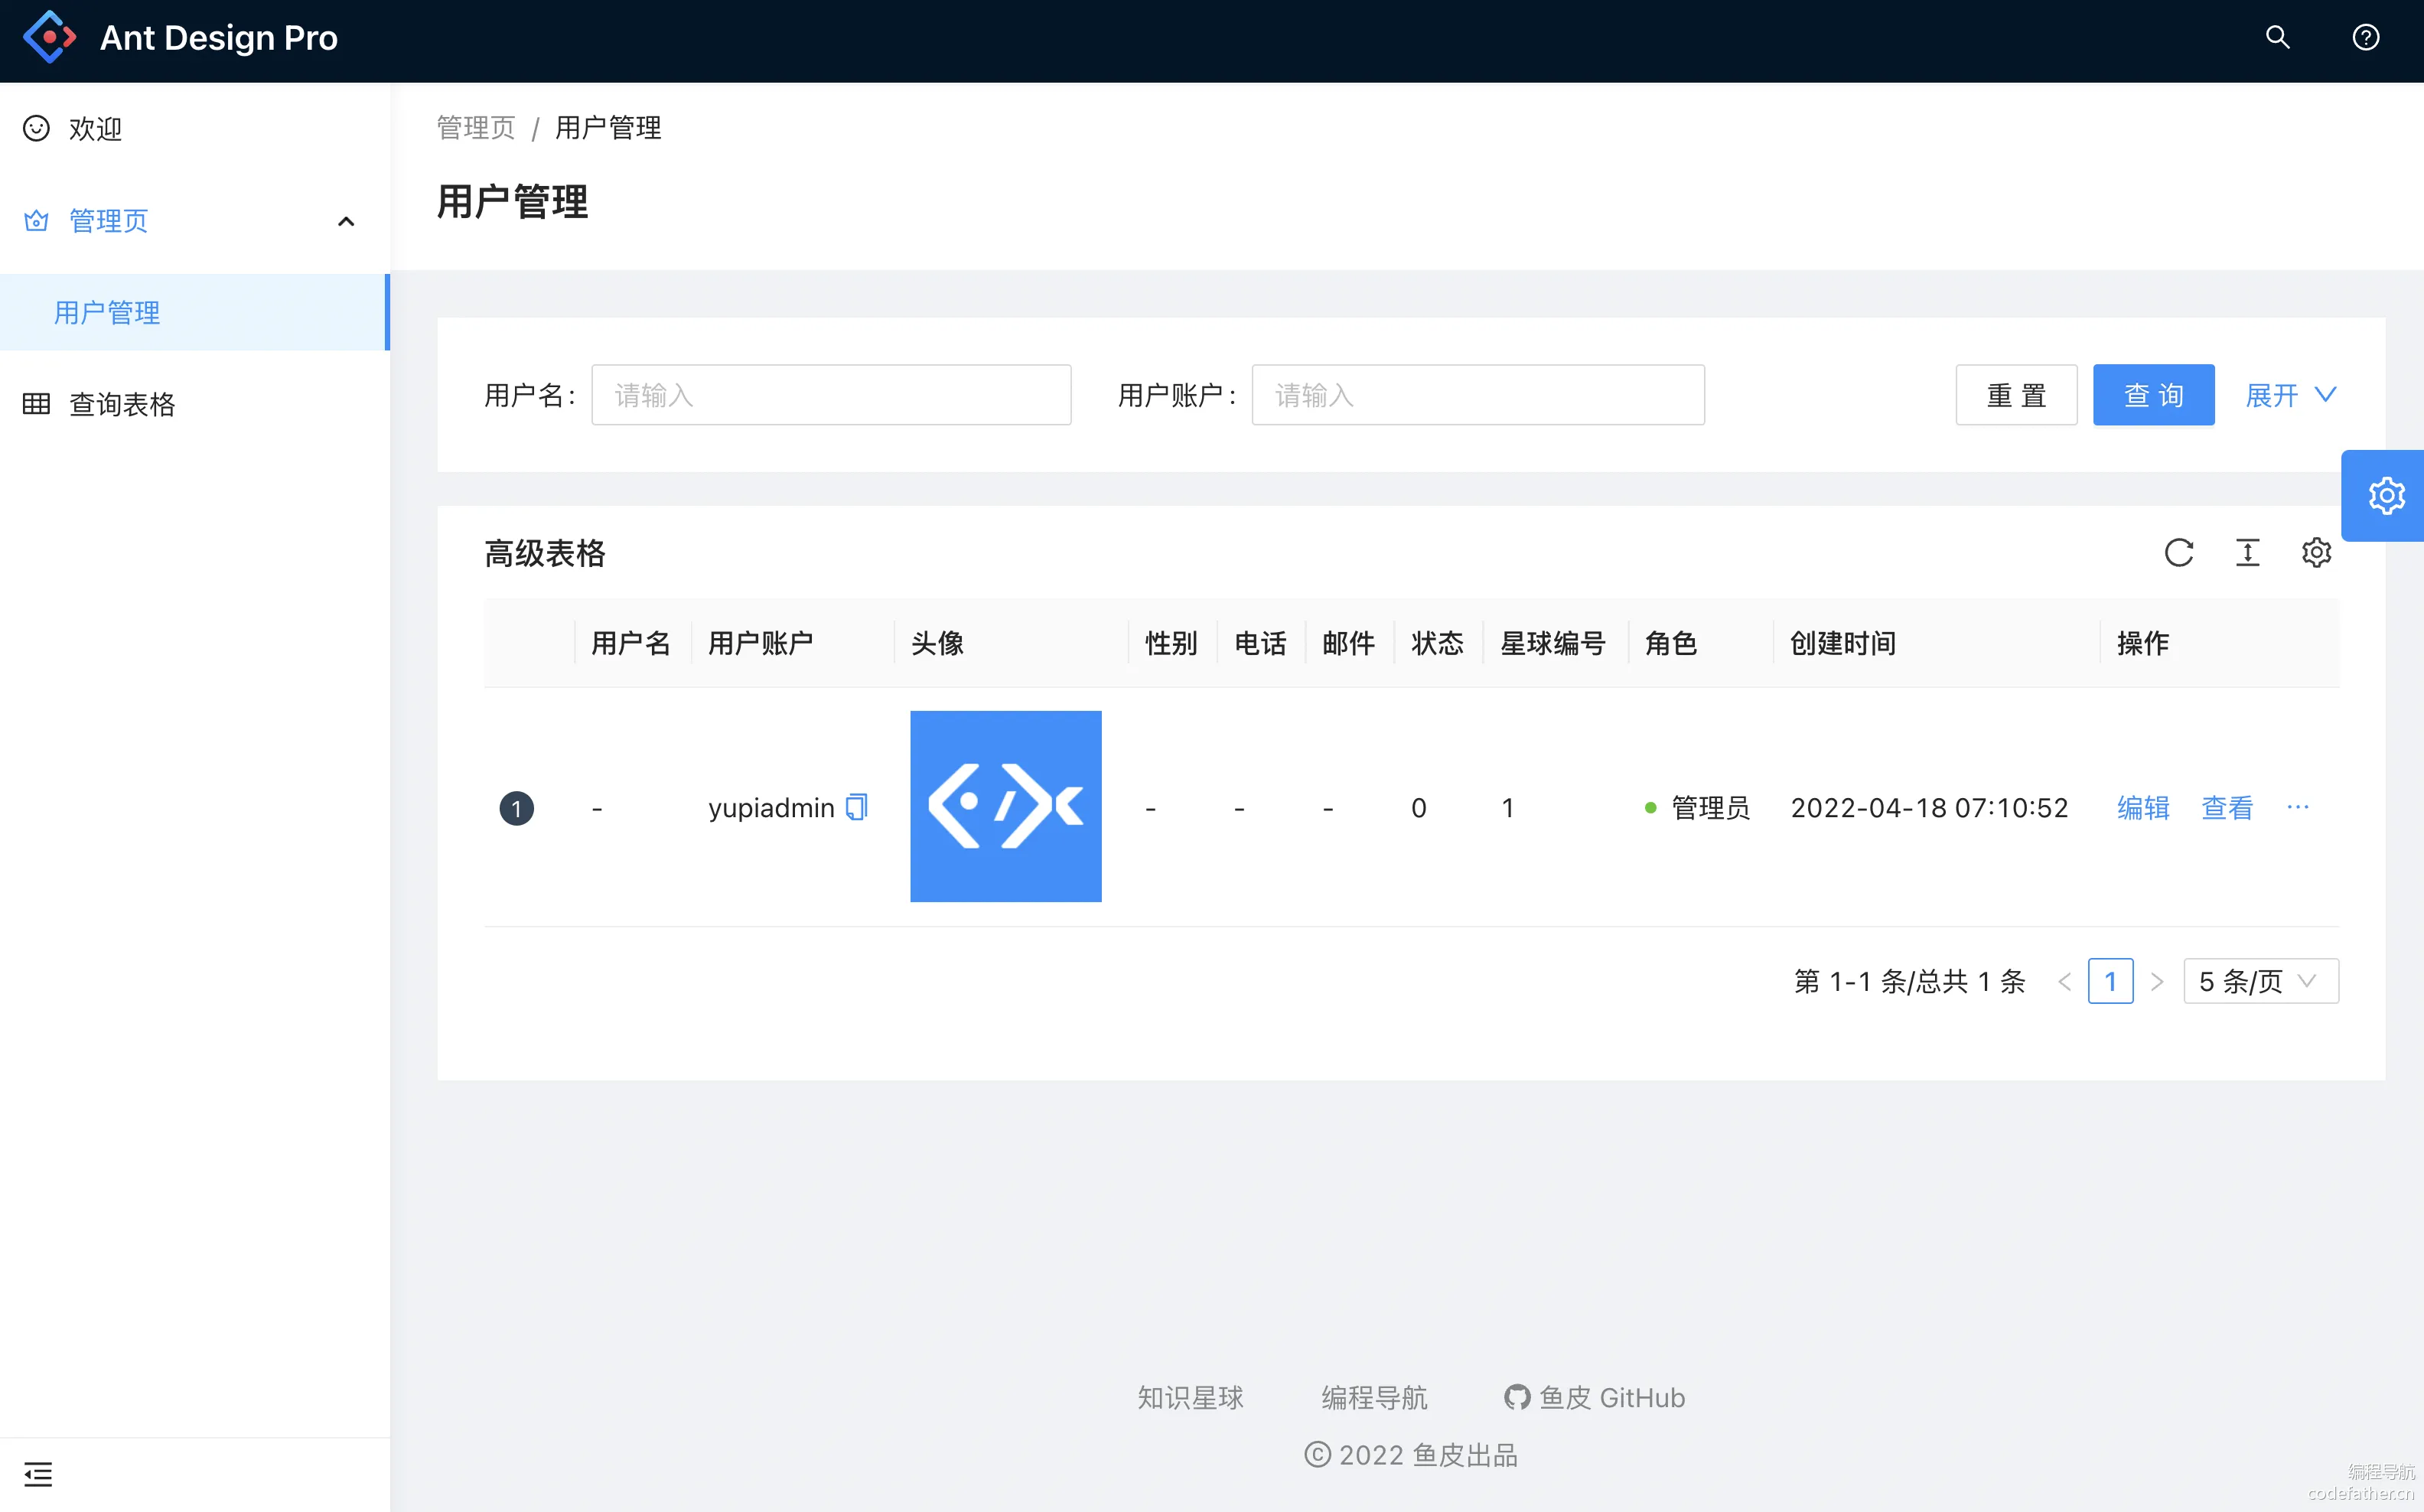 Ant Design Pro
欢迎
管理页
用户管理
查询表格
管理页 / 用户管理
用户管理
用户名: 请输入 用户账户: 请输入 重 置 查 询 展开
高级表格
用户名 用户账户 头像 性别 电话 邮件 状态 星球编号 角色 创建时间 操作
1 - yupiadmin - - - 0 1 管理员 2022-04-18 07:10:52 编辑 查看 ···
第 1-1 条/总共 1 条 < 1 > 5 条/页
知识星球 编程导航 鱼皮 GitHub
© 2022 鱼皮出品
编程导航
codefather.cn